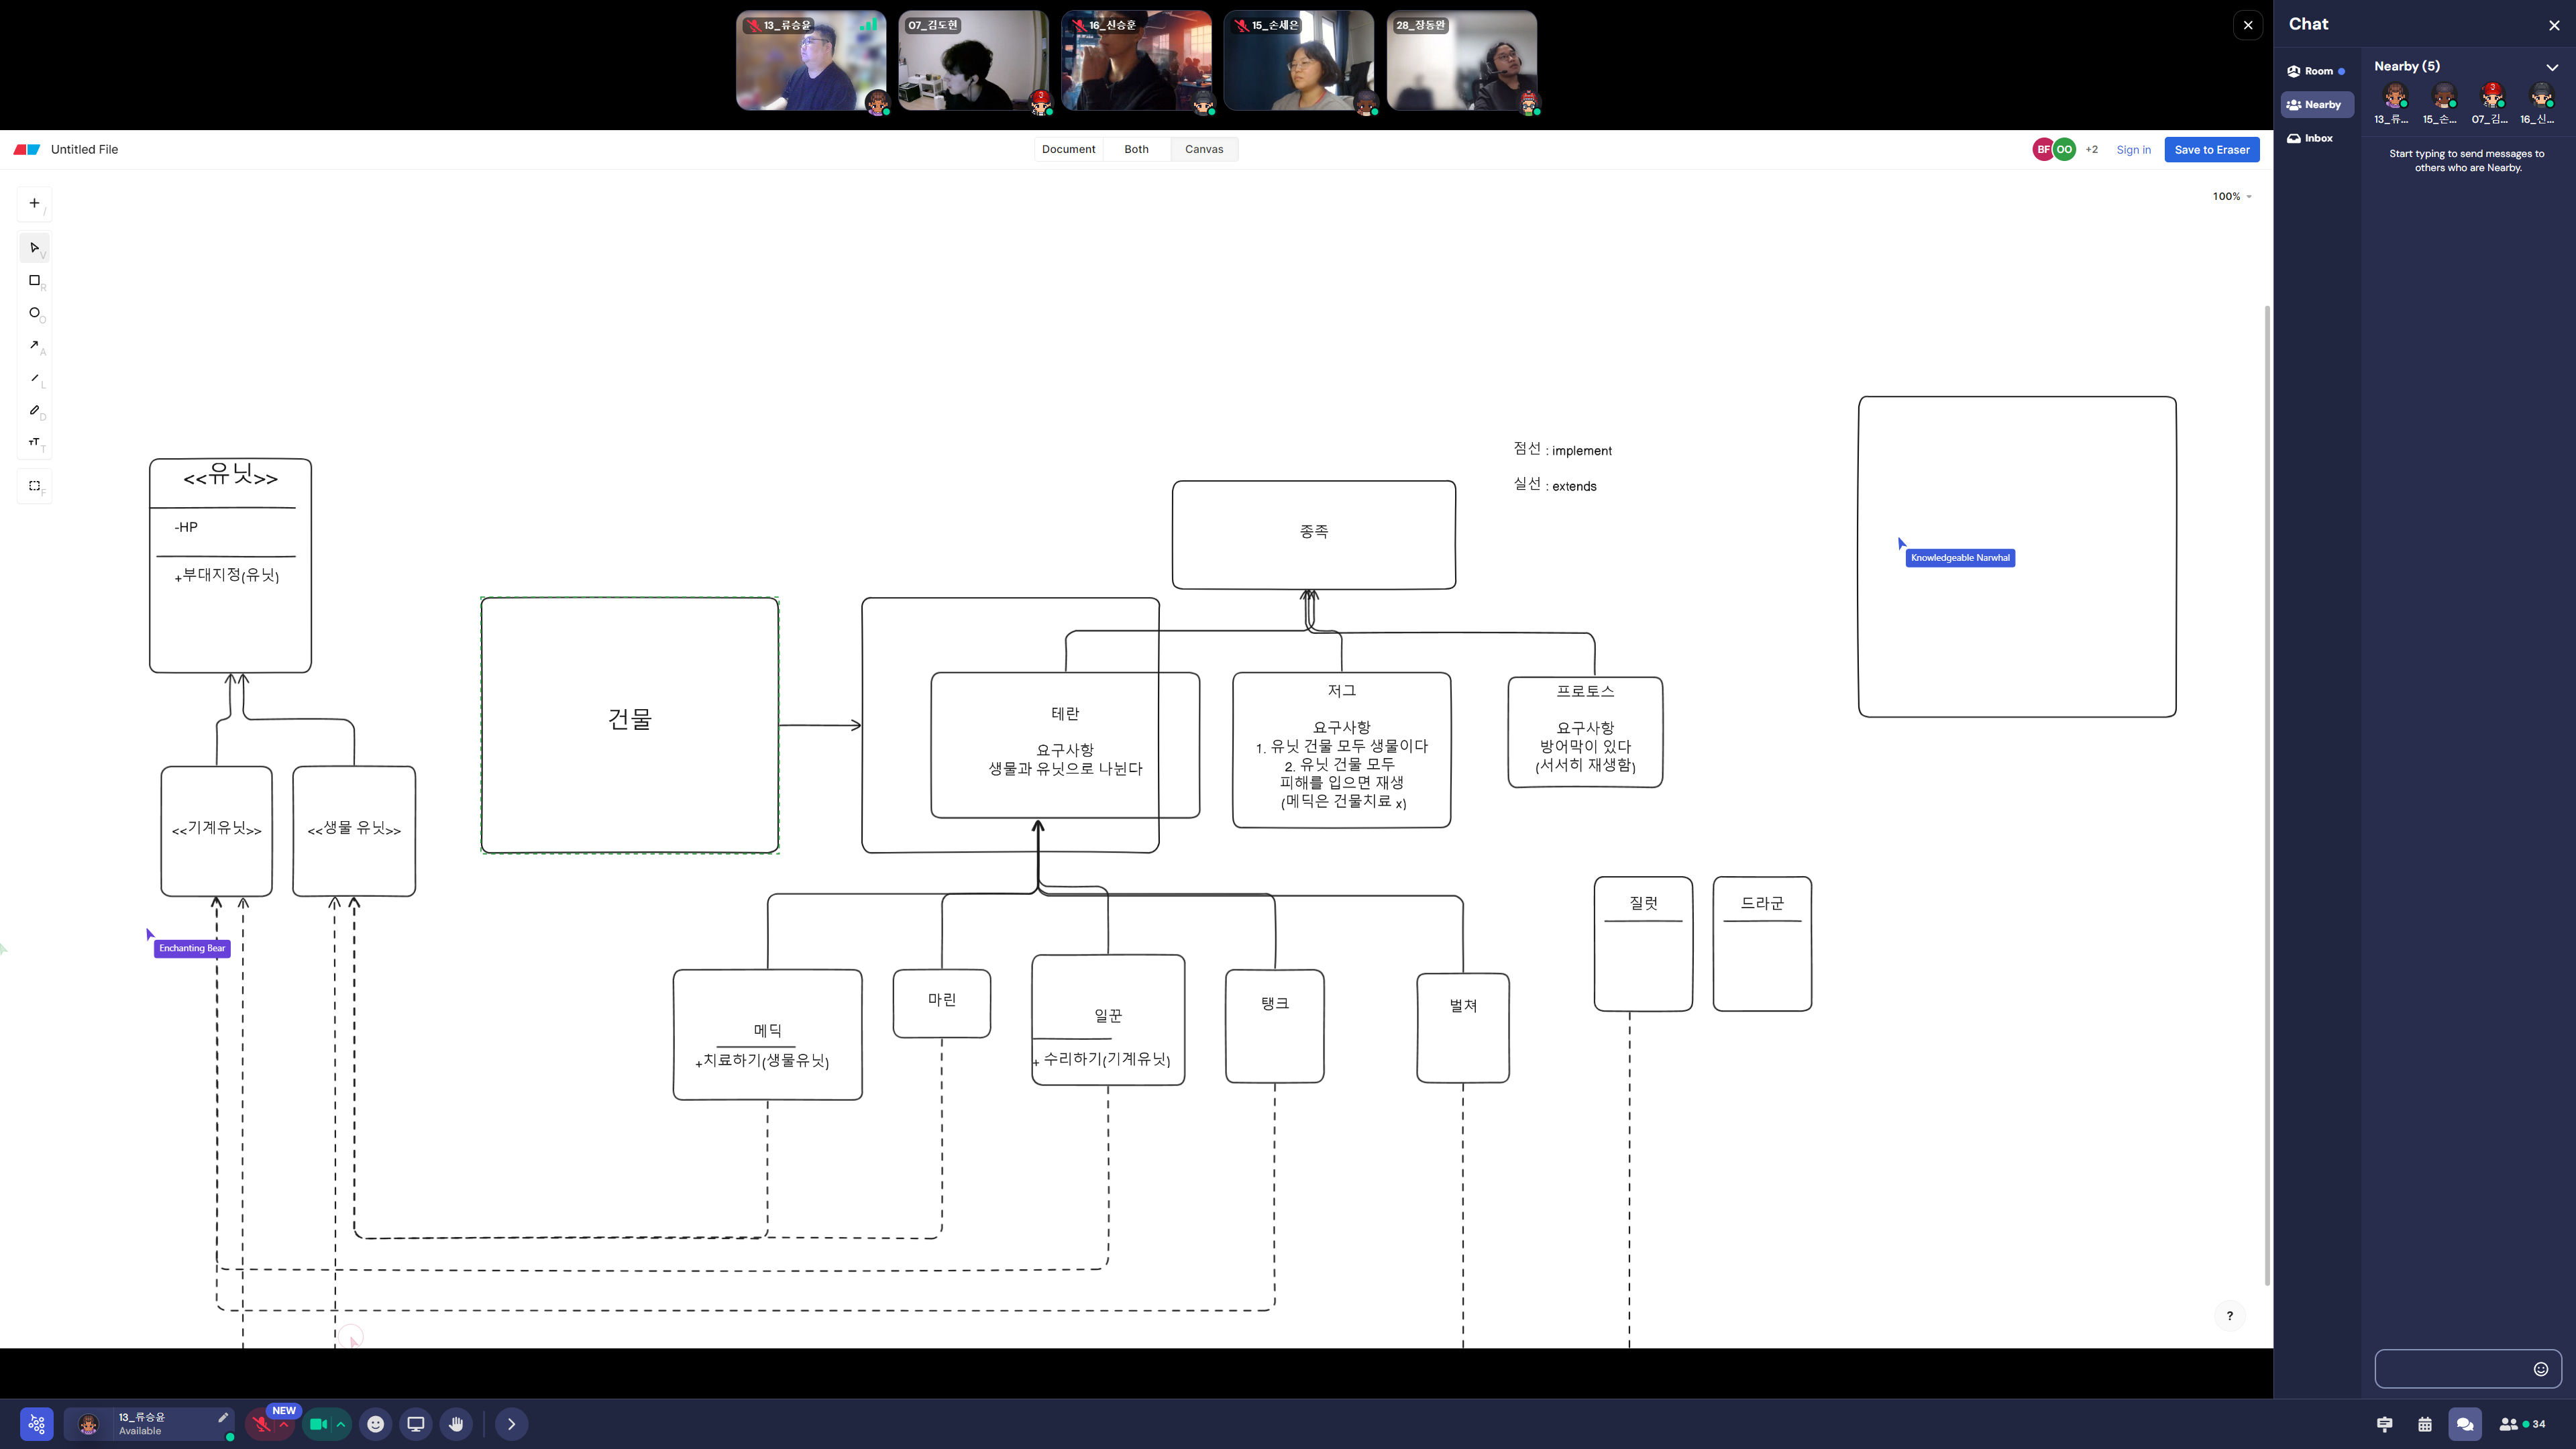 13_류승윤
07_김도현
16_신승훈
15_손세은
28_장동완
Untitled File
Document
Both
Canvas
BF
OO
+2
Sign in
Save to Eraser
100%
/
V
R
O
A
L
D
T
F
<<유닛>>
-HP
+부대지정(유닛)
<<기계유닛>>
<<생물 유닛>>
Enchanting Bear
건물
점선 : implement
실선 : extends
종족
테란
요구사항
생물과 유닛으로 나뉜다
저그
요구사항
1. 유닛 건물 모두 생물이다
2. 유닛 건물 모두
피해를 입으면 재생
(메딕은 건물치료 x)
프로토스
요구사항
방어막이 있다
(서서히 재생함)
Knowledgeable Narwhal
메딕
+치료하기(생물유닛)
마린
일꾼
+ 수리하기(기계유닛)
탱크
벌쳐
질럿
드라군
?
Chat
Room
Nearby
Inbox
Nearby (5)
13_류...
15_손...
07_김...
16_신...
Start typing to send messages to
others who are Nearby.
13_류승윤
Available
NEW
34